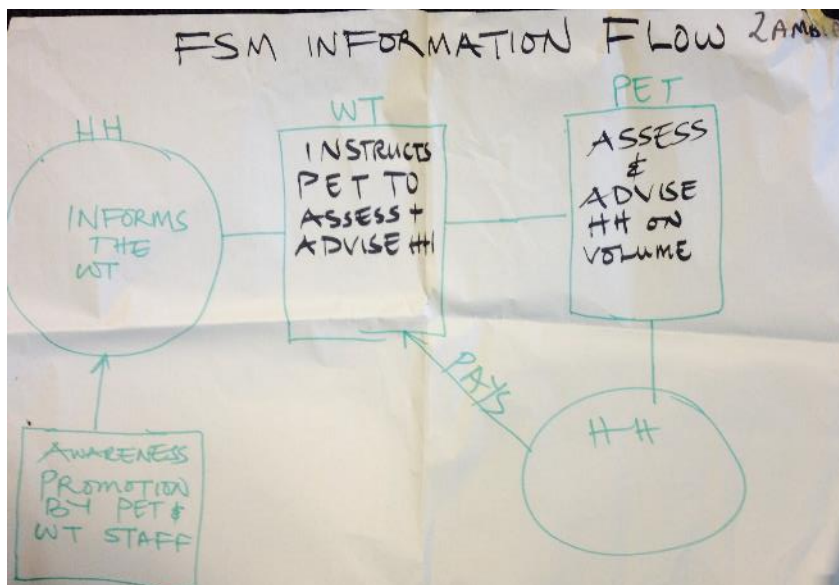 FSM INFORMATION FLOW
HH
INFORMS
THE
WT
WT
INSTRUCTS
PET TO
ASSESS +
ADVISE HH
PET
ASSESS
&
ADVISE
HH ON
VOLUME
PAYS
H-H
AWARENESS
PROMOTION
BY PET &
WT STAFF